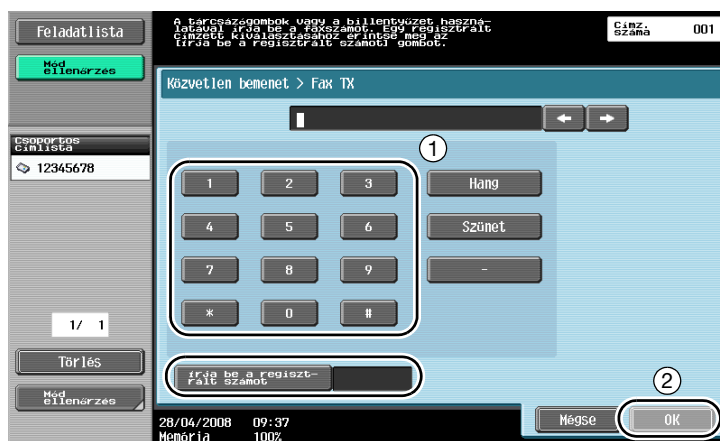 Feladatlista
A tárcsázógombok vagy a billentyűzet haszná-
latával írja be a faxszámot. Egy regisztrált
címzett kiválasztásához érintse meg az
[írja be a regisztrált számot] gombot.
Címz.
száma
001
Mód
ellenőrzés
Közvetlen bemenet > Fax TX
Csoportos
címlista
12345678
1
1 2 3 Hang
4 5 6 Szünet
7 8 9 -
* 0 #
1/ 1
Törlés
írja be a regiszt-
rált számot
2
Mód
ellenőrzés
Mégse OK
28/04/2008 09:37
Memória 100%